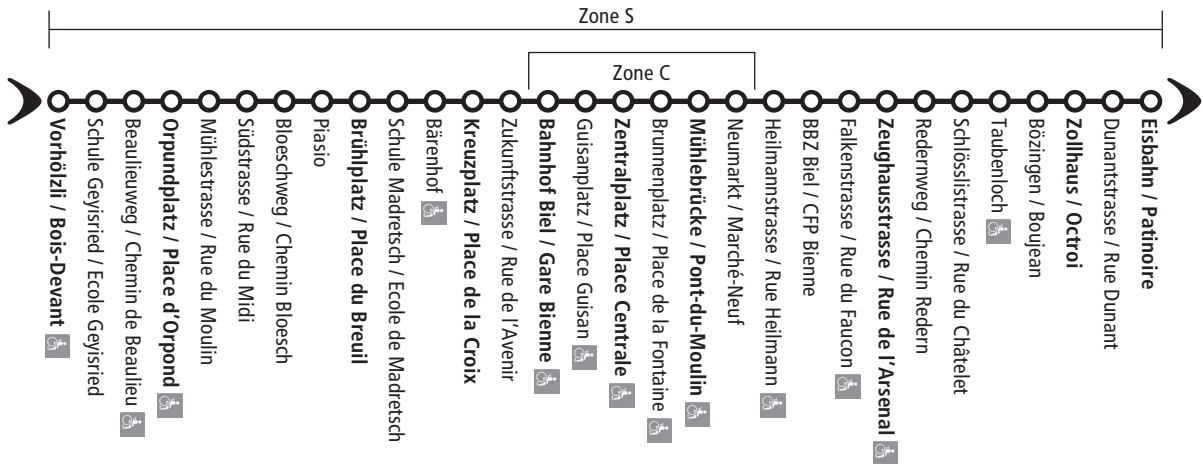 Zone S
Zone C
Vorhölzli / Bois-Devant
Schule Geyisried / Ecole Geyisried
Beaulieuweg / Chemin de Beaulieu
Orpundplatz / Place d'Orpond
Mühlestrasse / Rue du Moulin
Südstrasse / Rue du Midi
Bloeschweg / Chemin Bloesch
Piasio
Brühlplatz / Place du Breuil
Schule Madretsch / Ecole de Madretsch
Bärenhof
Kreuzplatz / Place de la Croix
Zukunftstrasse / Rue de l'Avenir
Bahnhof Biel / Gare Bienne
Guisanplatz / Place Guisan
Zentralplatz / Place Centrale
Brunnenplatz / Place de la Fontaine
Mühlebrücke / Pont-du-Moulin
Neumarkt / Marché-Neuf
Heilmannstrasse / Rue Heilmann
BBZ Biel / CFP Bienne
Falkenstrasse / Rue du Faucon
Zeughausstrasse / Rue de l'Arsenal
Redernweg / Chemin Redern
Schlösslistrasse / Rue du Châtelet
Taubenloch
Bözingen / Boujean
Zollhaus / Octroi
Dunantstrasse / Rue Dunant
Eisbahn / Patinoire